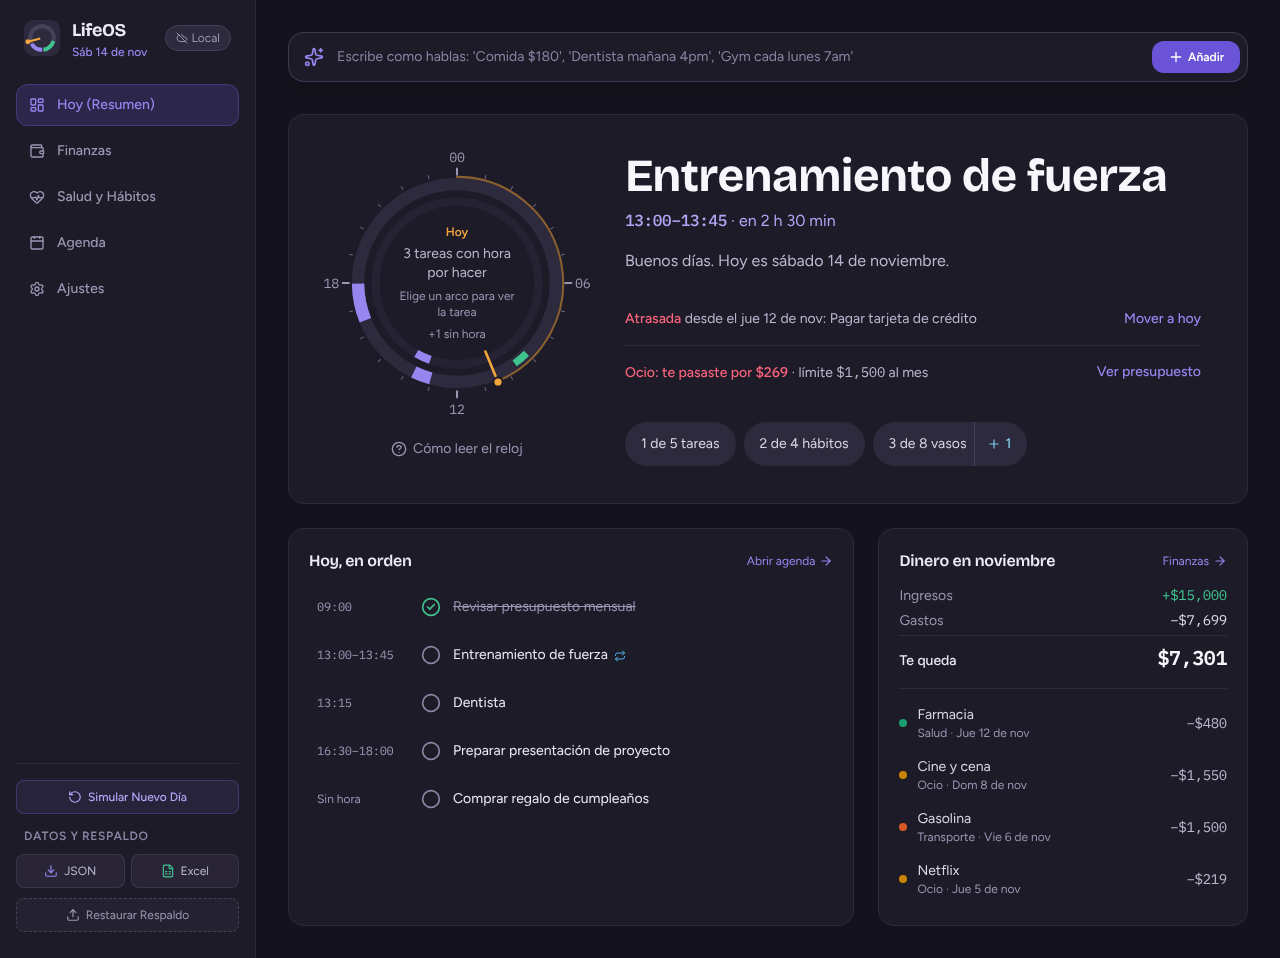 LifeOS
Sáb 14 de nov
Local
Hoy (Resumen)
Finanzas
Salud y Hábitos
Agenda
Ajustes
Simular Nuevo Día
DATOS Y RESPALDO
JSON
Excel
Restaurar Respaldo
Escribe como hablas: 'Comida $180', 'Dentista mañana 4pm', 'Gym cada lunes 7am'
Añadir
00
18
06
12
Hoy
3 tareas con hora
por hacer
Elige un arco para ver
la tarea
+1 sin hora
Cómo leer el reloj
Entrenamiento de fuerza
13:00–13:45 · en 2 h 30 min
Buenos días. Hoy es sábado 14 de noviembre.
Atrasada desde el jue 12 de nov: Pagar tarjeta de crédito
Mover a hoy
Ocio: te pasaste por $269 · límite $1,500 al mes
Ver presupuesto
1 de 5 tareas
2 de 4 hábitos
3 de 8 vasos
+ 1
Hoy, en orden
Abrir agenda →
09:00
Revisar presupuesto mensual
13:00–13:45
Entrenamiento de fuerza
13:15
Dentista
16:30–18:00
Preparar presentación de proyecto
Sin hora
Comprar regalo de cumpleaños
Dinero en noviembre
Finanzas →
Ingresos
+$15,000
Gastos
−$7,699
Te queda
$7,301
Farmacia
Salud · Jue 12 de nov
−$480
Cine y cena
Ocio · Dom 8 de nov
−$1,550
Gasolina
Transporte · Vie 6 de nov
−$1,500
Netflix
Ocio · Jue 5 de nov
−$219